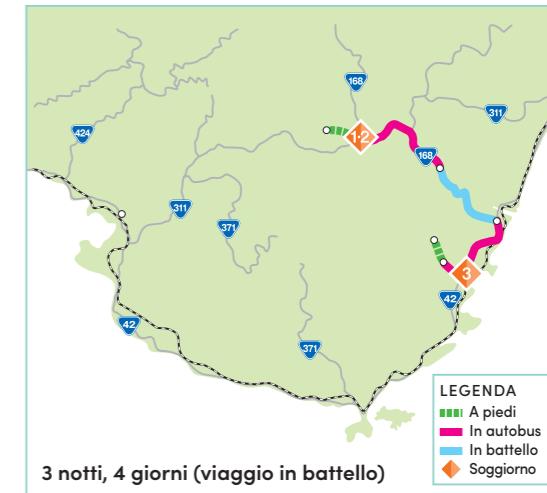 168
311
424
1·2
168
311
371
3
42
42
371
LEGENDA
A piedi
In autobus
In battello
Soggiorno
3 notti, 4 giorni (viaggio in battello)